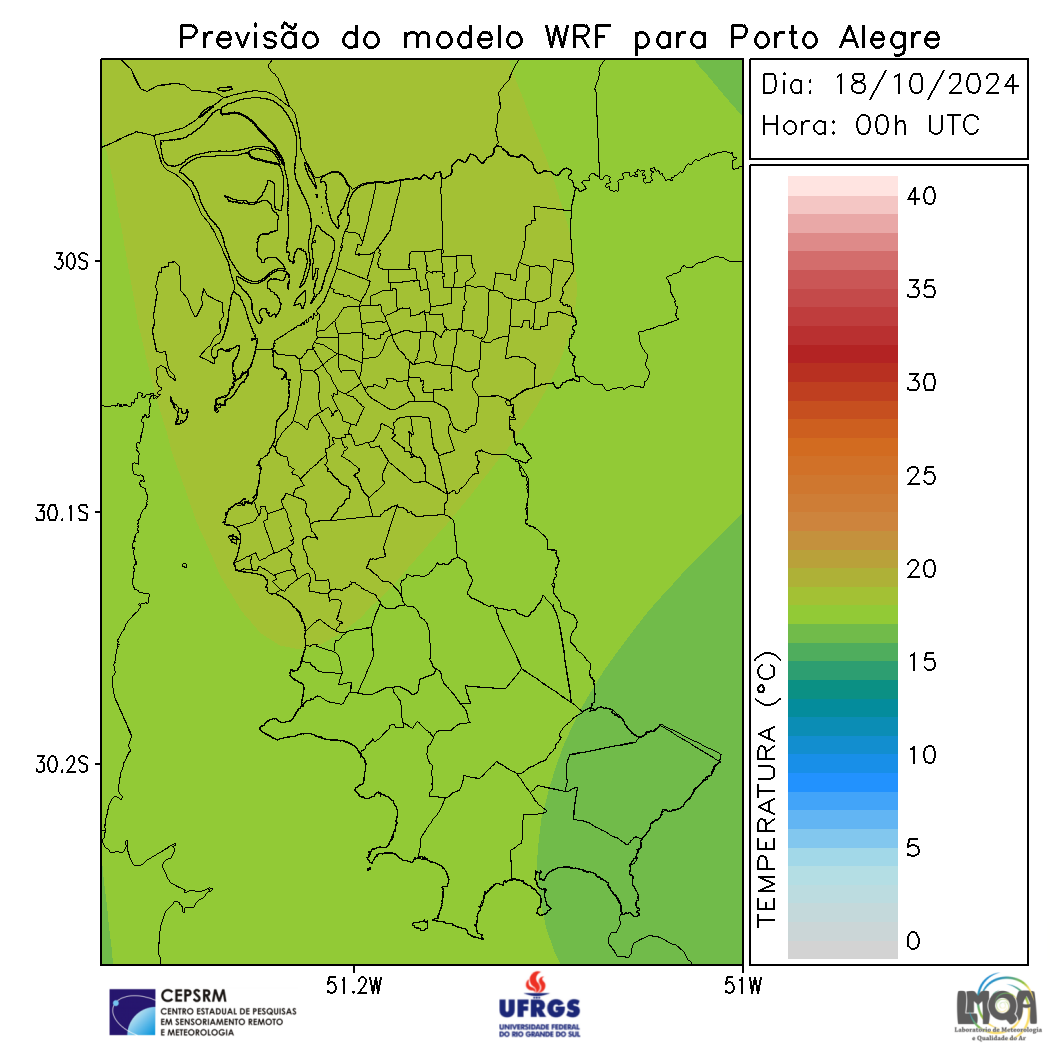 Previsão do modelo WRF para Porto Alegre
Dia: 18/10/2024
Hora: 00h UTC
40
35
30
25
20
15
10
5
0
TEMPERATURA (°C)
30S
30.1S
30.2S
51.2W
51W
CEPSRM
CENTRO ESTADUAL DE PESQUISAS
EM SENSORIAMENTO REMOTO
E METEOROLOGIA
UFRGS
UNIVERSIDADE FEDERAL
DO RIO GRANDE DO SUL
LMQA
Laboratório de Meteorologia
e Qualidade do Ar